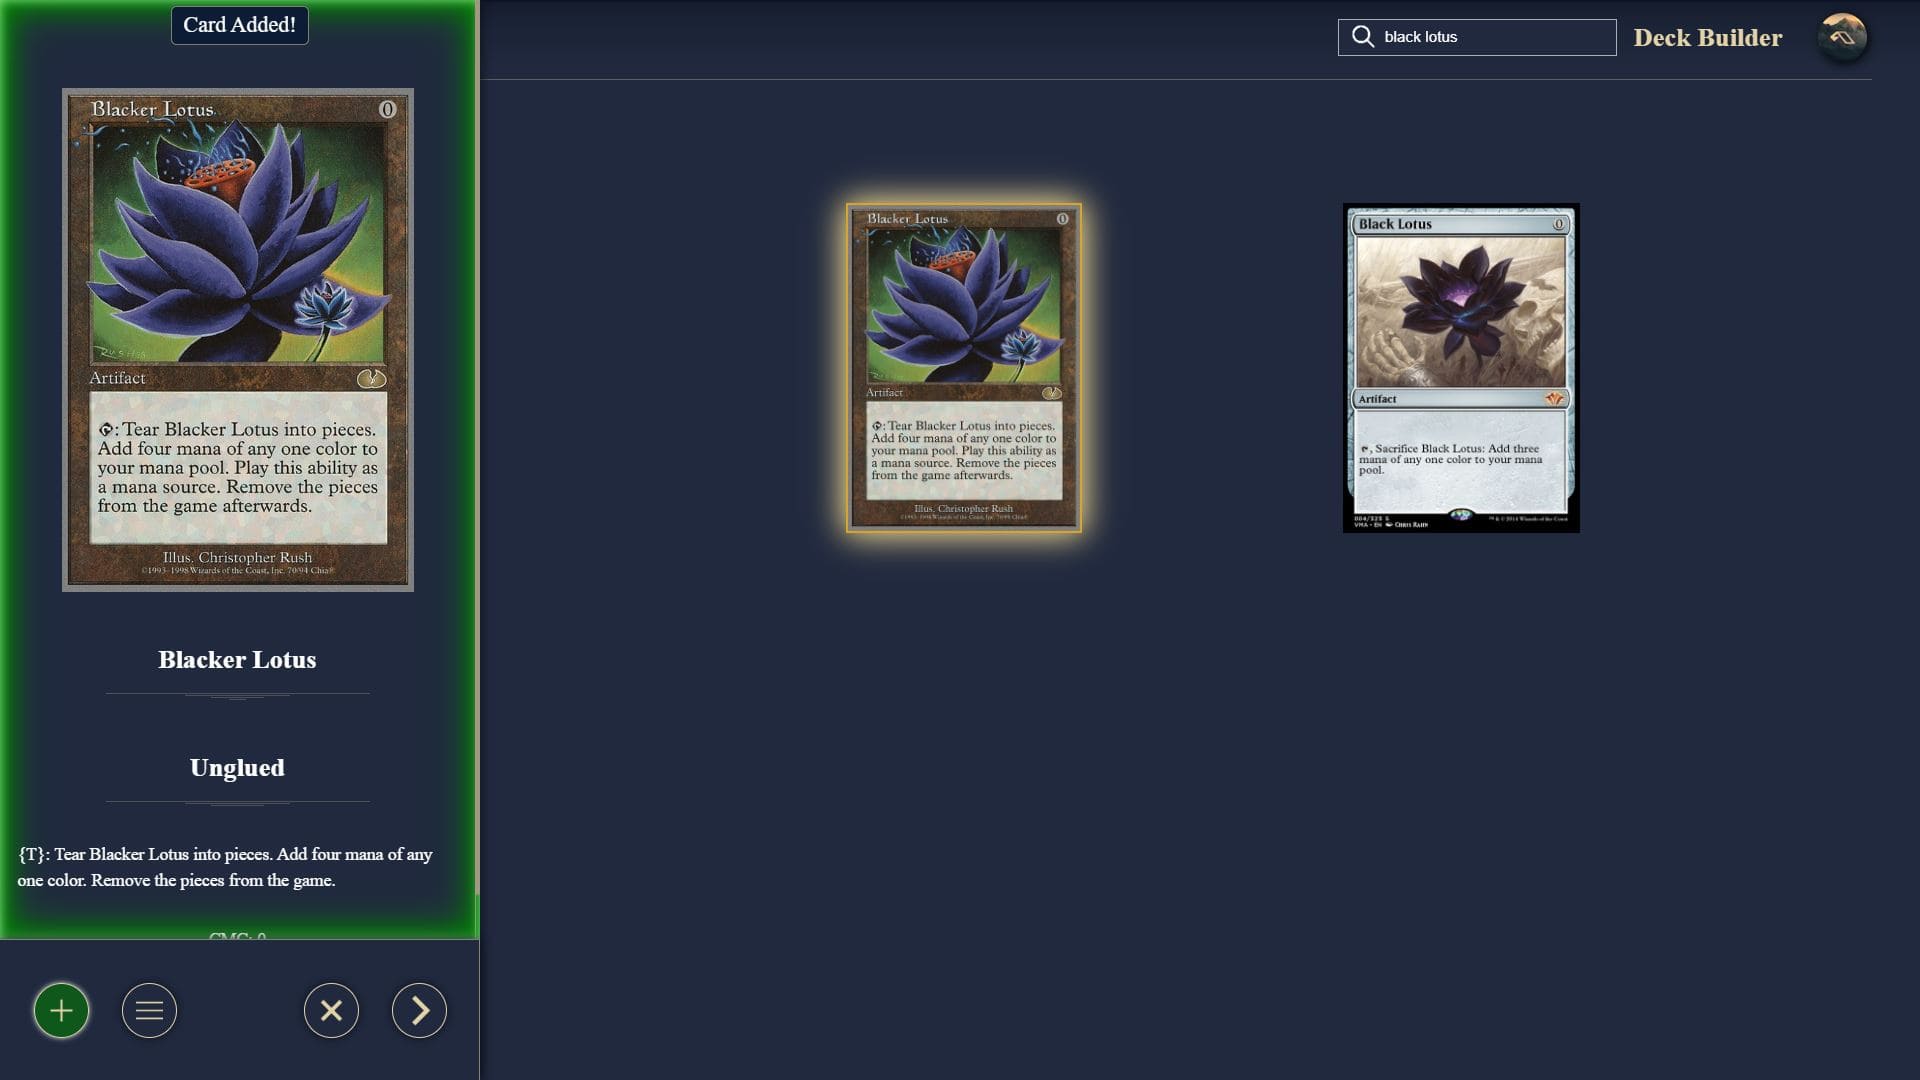 Card Added!
black lotus
Deck Builder
Blacker Lotus
0
Artifact
: Tear Blacker Lotus into pieces.
Add four mana of any one color to
your mana pool. Play this ability as
a mana source. Remove the pieces
from the game afterwards.
Illus. Christopher Rush
©1993-1998 Wizards of the Coast, Inc. 70/94
Blacker Lotus
Unglued
{T}: Tear Blacker Lotus into pieces. Add four mana of any
one color. Remove the pieces from the game.
CMC: 0
Blacker Lotus
0
Artifact
: Tear Blacker Lotus into pieces.
Add four mana of any one color to
your mana pool. Play this ability as
a mana source. Remove the pieces
from the game afterwards.
Illus. Christopher Rush
Black Lotus
0
Artifact
, Sacrifice Black Lotus: Add three
mana of any one color to your mana
pool.
004/325
VMA • EN Chris Rahn
™ & © 2014 Wizards of the Coast